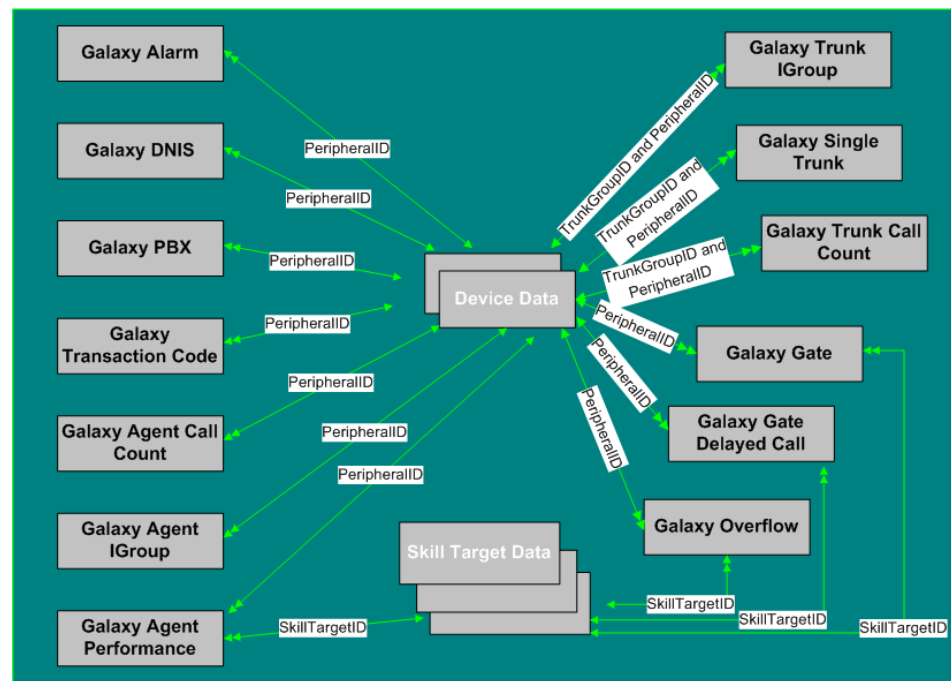 Galaxy Alarm
Galaxy DNIS
Galaxy PBX
Galaxy
Transaction Code
Galaxy Agent Call
Count
Galaxy Agent
IGroup
Galaxy Agent
Performance
PeripheralID
PeripheralID
PeripheralID
PeripheralID
PeripheralID
PeripheralID
PeripheralID
SkillTargetID
Device Data
Skill Target Data
TrunkGroupID and PeripheralID
TrunkGroupID and
PeripheralID
TrunkGroupID and
PeripheralID
PeripheralID
PeripheralID
PeripheralID
Galaxy Trunk
IGroup
Galaxy Single
Trunk
Galaxy Trunk Call
Count
Galaxy Gate
Galaxy Gate
Delayed Call
Galaxy Overflow
SkillTargetID
SkillTargetID
SkillTargetID